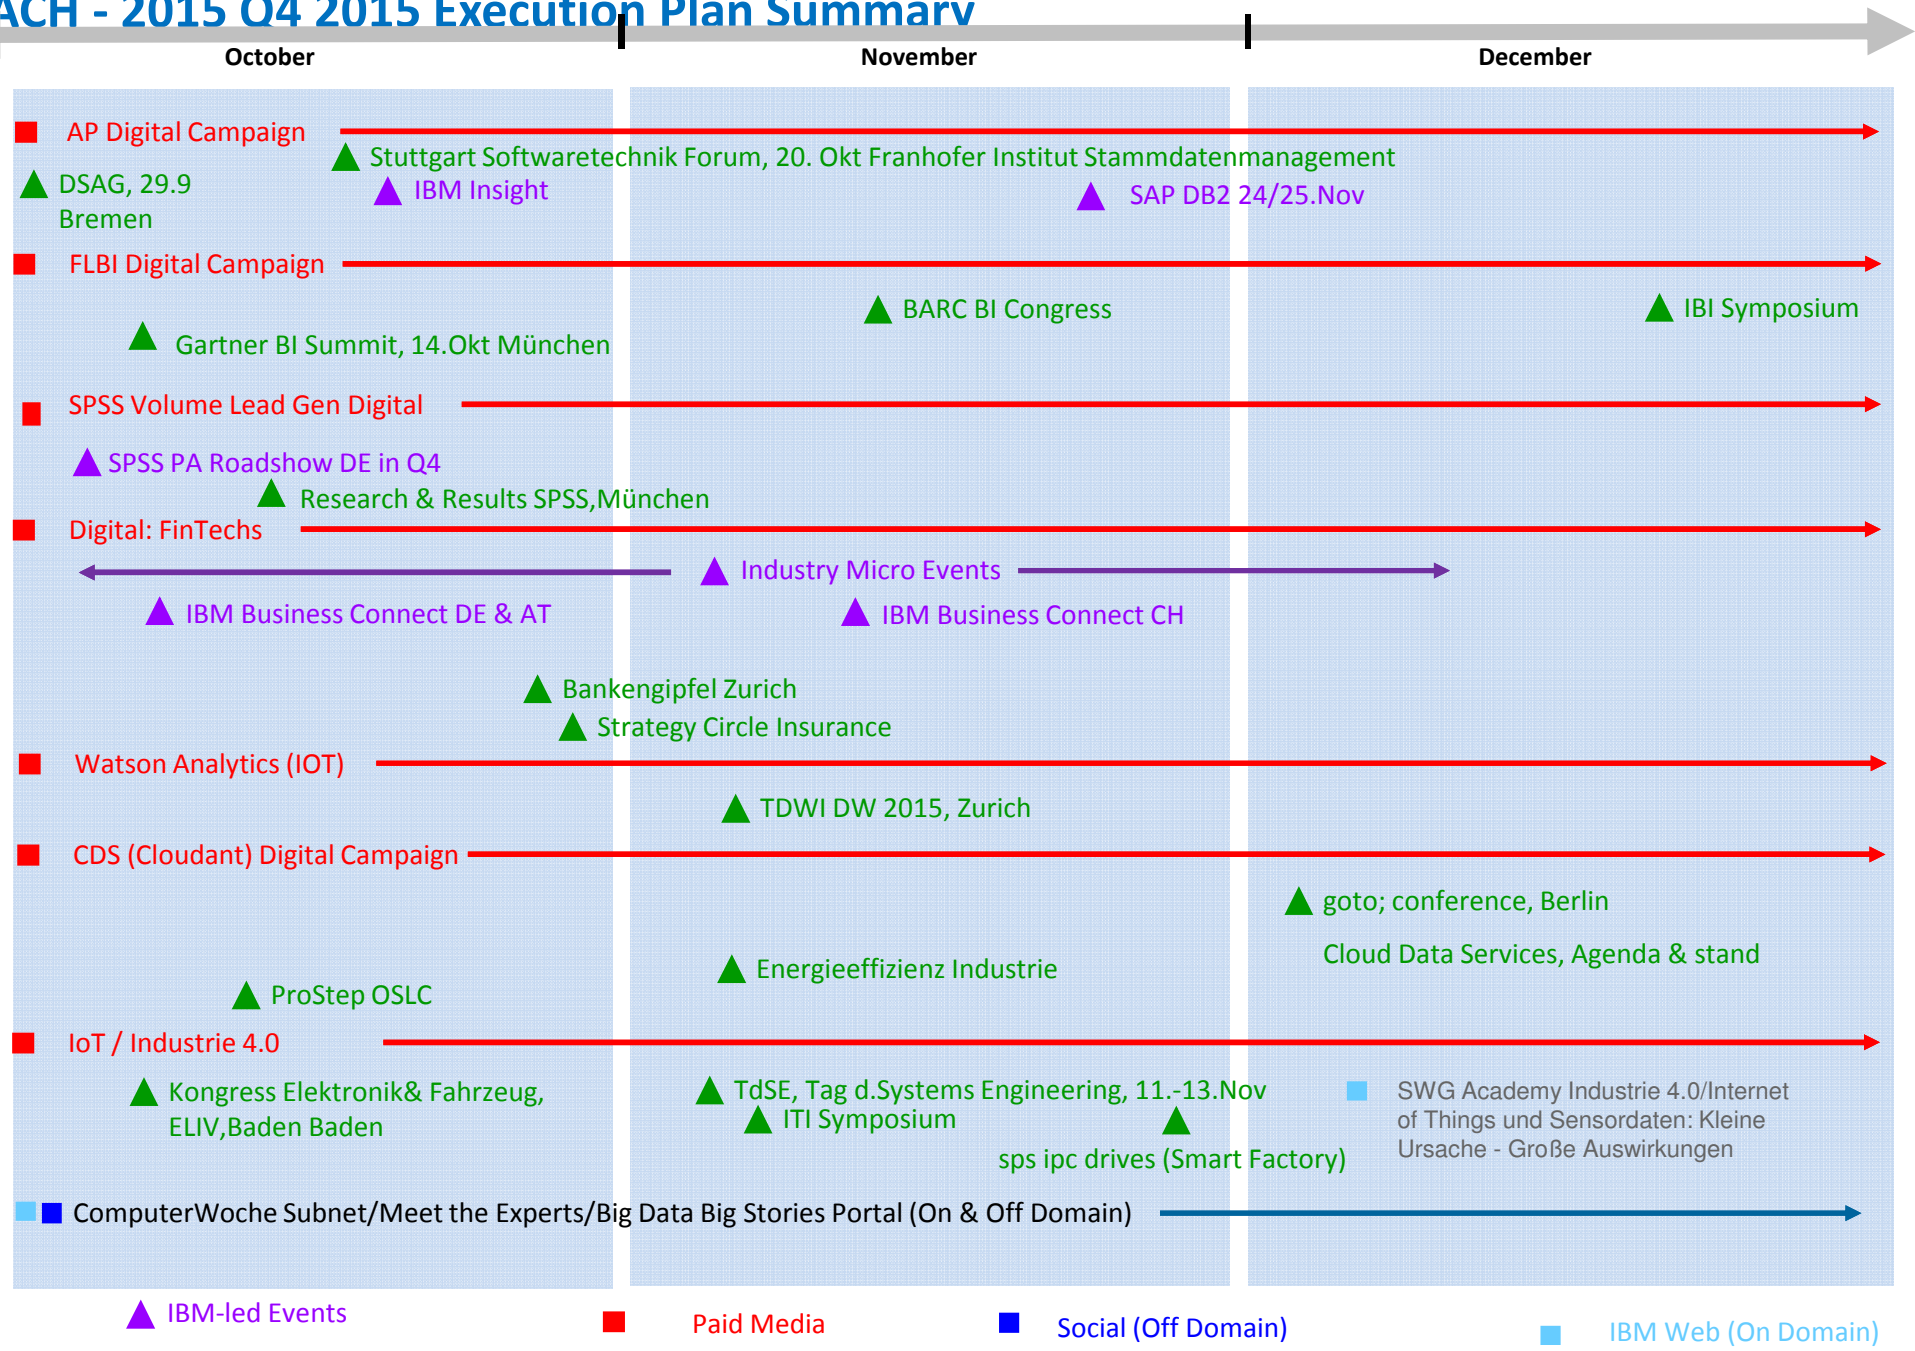 ACH - 2015 Q4 2015 Execution Plan Summary
October
November
December
AP Digital Campaign
Stuttgart Softwaretechnik Forum, 20. Okt Franhofer Institut Stammdatenmanagement
DSAG, 29.9
Bremen
IBM Insight
SAP DB2 24/25.Nov
FLBI Digital Campaign
BARC BI Congress
IBI Symposium
Gartner BI Summit, 14.Okt München
SPSS Volume Lead Gen Digital
SPSS PA Roadshow DE in Q4
Research & Results SPSS,München
Digital: FinTechs
Industry Micro Events
IBM Business Connect DE & AT
IBM Business Connect CH
Bankengipfel Zurich
Strategy Circle Insurance
Watson Analytics (IOT)
TDWI DW 2015, Zurich
CDS (Cloudant) Digital Campaign
goto; conference, Berlin
Cloud Data Services, Agenda & stand
Energieeffizienz Industrie
ProStep OSLC
IoT / Industrie 4.0
Kongress Elektronik& Fahrzeug,
ELIV,Baden Baden
TdSE, Tag d.Systems Engineering, 11.-13.Nov
ITI Symposium
sps ipc drives (Smart Factory)
SWG Academy Industrie 4.0/Internet
of Things und Sensordaten: Kleine
Ursache - Große Auswirkungen
ComputerWoche Subnet/Meet the Experts/Big Data Big Stories Portal (On & Off Domain)
IBM-led Events
Paid Media
Social (Off Domain)
IBM Web (On Domain)